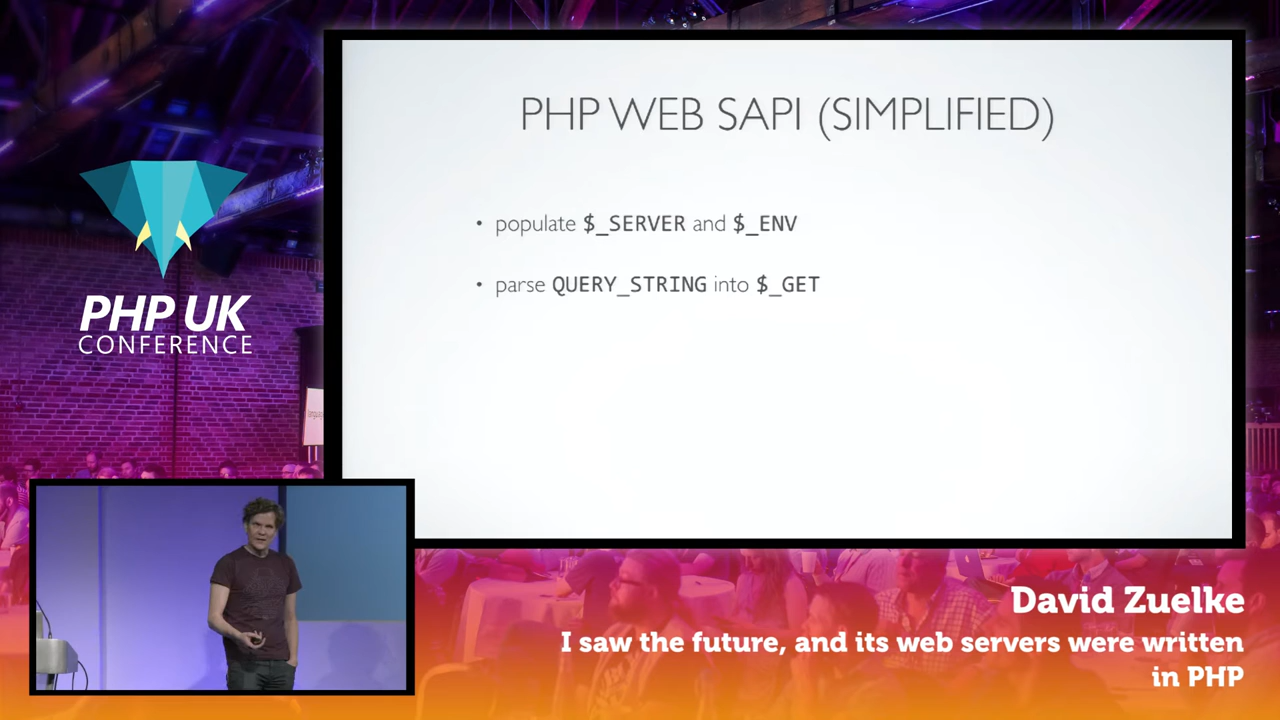 PHP WEB SAPI (SIMPLIFIED)
• populate $_SERVER and $_ENV
• parse QUERY_STRING into $_GET
PHP UK
CONFERENCE
David Zuelke
I saw the future, and its web servers were written
in PHP